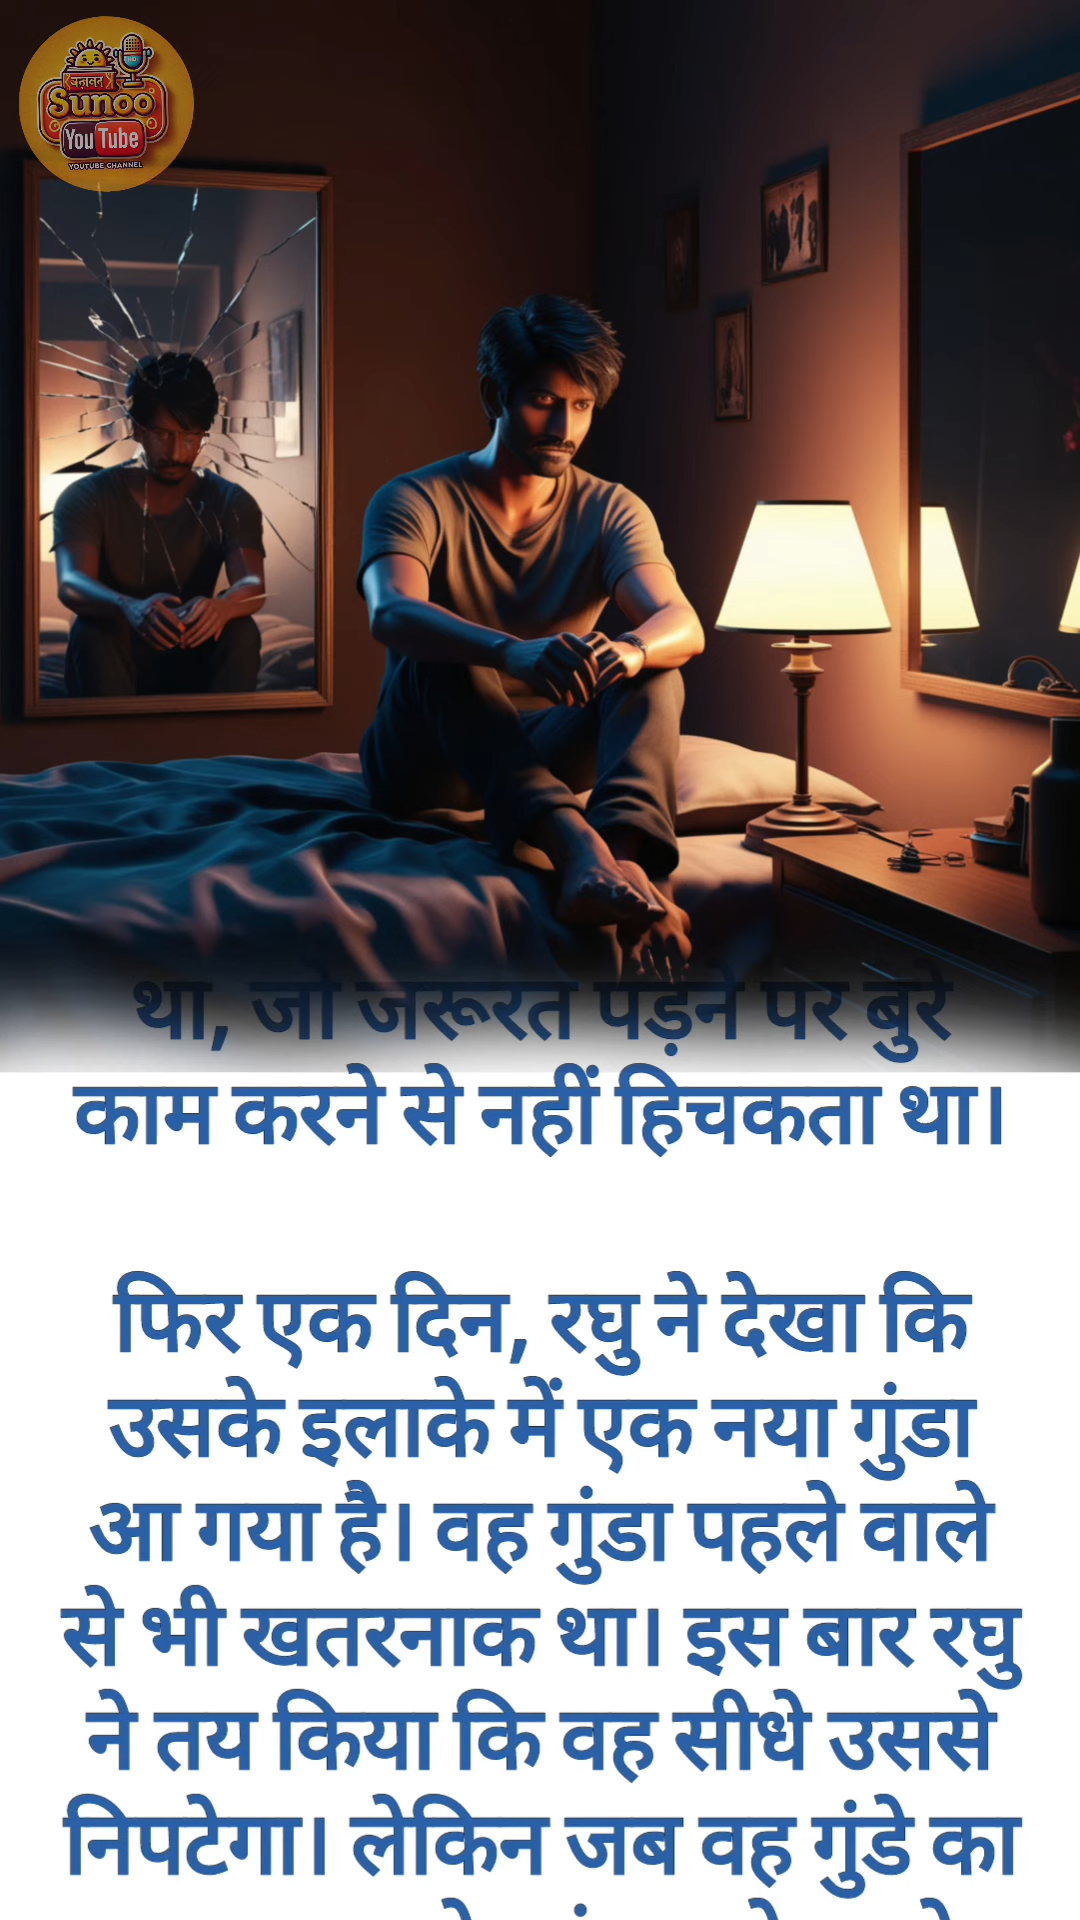 Sunoo
You Tube
YOUTUBE CHANNEL
था, जो जरूरत पड़ने पर बुरे
काम करने से नहीं हिचकता था।
फिर एक दिन, रघु ने देखा कि
उसके इलाके में एक नया गुंडा
आ गया है। वह गुंडा पहले वाले
से भी खतरनाक था। इस बार रघु
ने तय किया कि वह सीधे उससे
निपटेगा। लेकिन जब वह गुंडे का